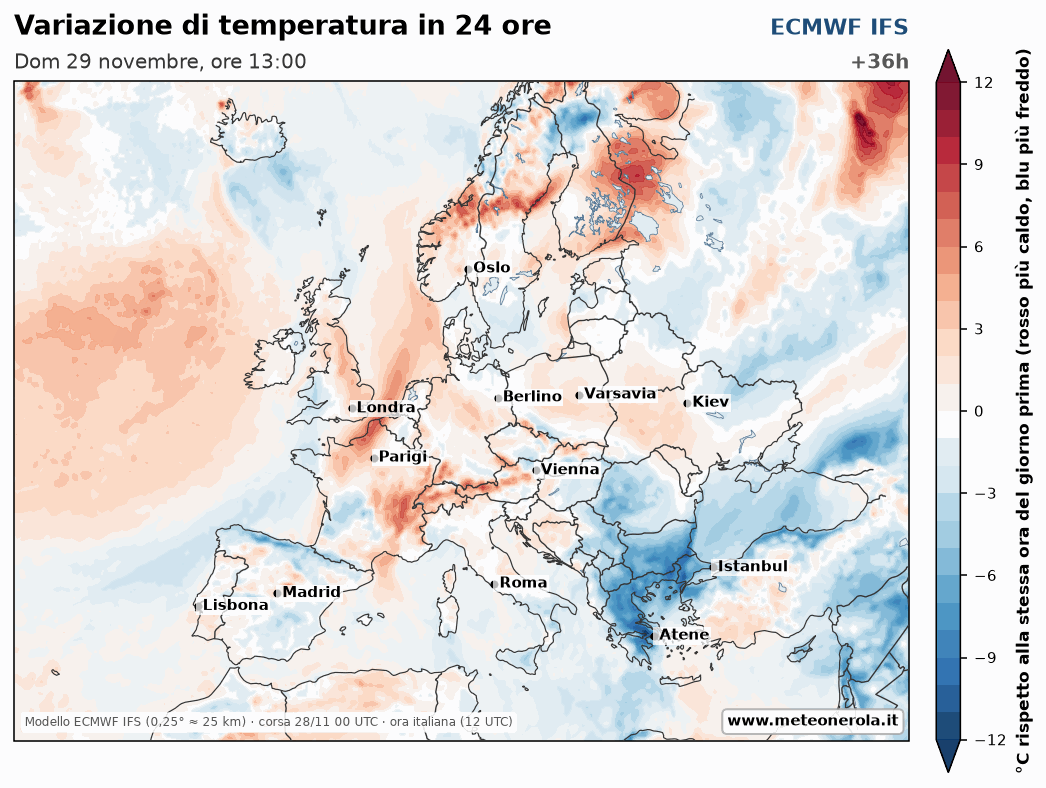 Variazione di temperatura in 24 ore
ECMWF IFS
Dom 29 novembre, ore 13:00
+36h
Oslo
Londra
Berlino
Varsavia
Kiev
Parigi
Vienna
Istanbul
Roma
Madrid
Lisbona
Atene
Modello ECMWF IFS (0,25° ≈ 25 km) · corsa 28/11 00 UTC · ora italiana (12 UTC)
www.meteonerola.it
12
9
6
3
0
−3
−6
−9
−12
°C rispetto alla stessa ora del giorno prima (rosso più caldo, blu più freddo)